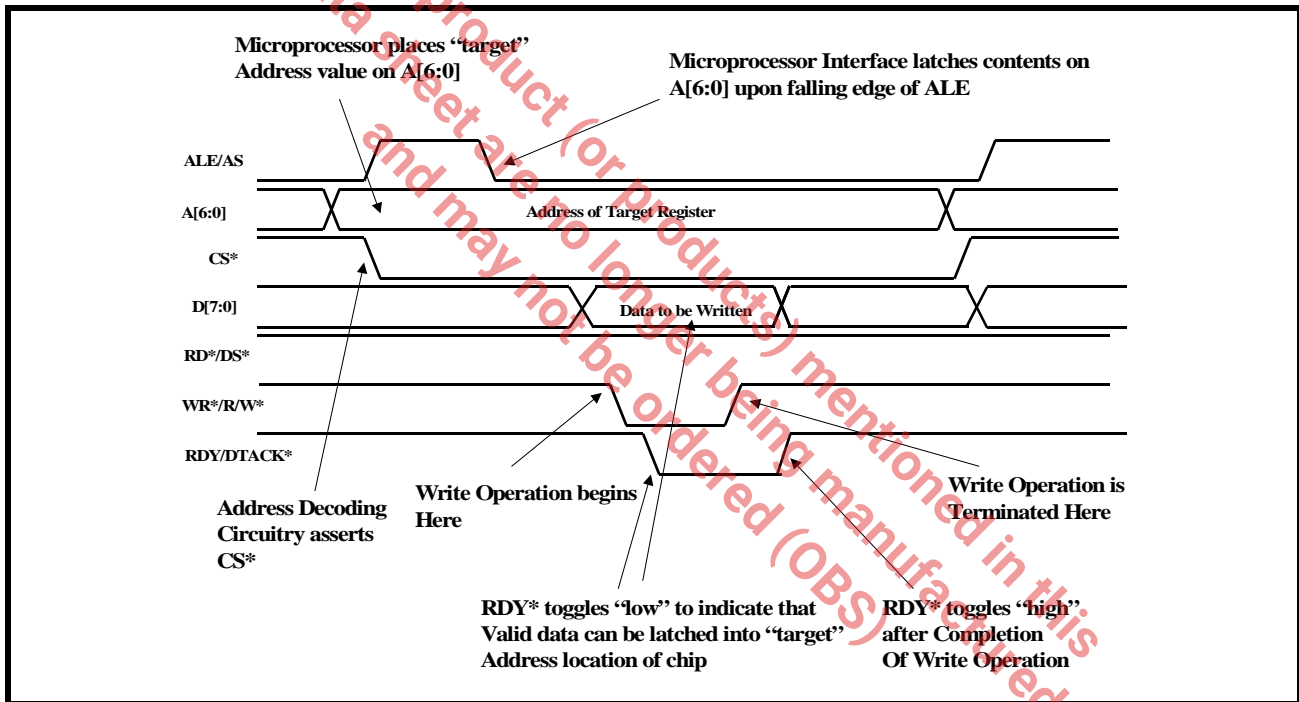 Microprocessor places “target”
Address value on A[6:0]
Microprocessor Interface latches contents on
A[6:0] upon falling edge of ALE
ALE/AS
A[6:0]
Address of Target Register
CS*
D[7:0]
Data to be Written
RD*/DS*
WR*/R/W*
RDY/DTACK*
Address Decoding
Circuitry asserts
CS*
Write Operation begins
Here
Write Operation is
Terminated Here
RDY* toggles “low” to indicate that
Valid data can be latched into “target”
Address location of chip
RDY* toggles “high”
after Completion
Of Write Operation
product (or products) mentioned in this
sheet are no longer being manufactured
and may not be ordered (OBS)